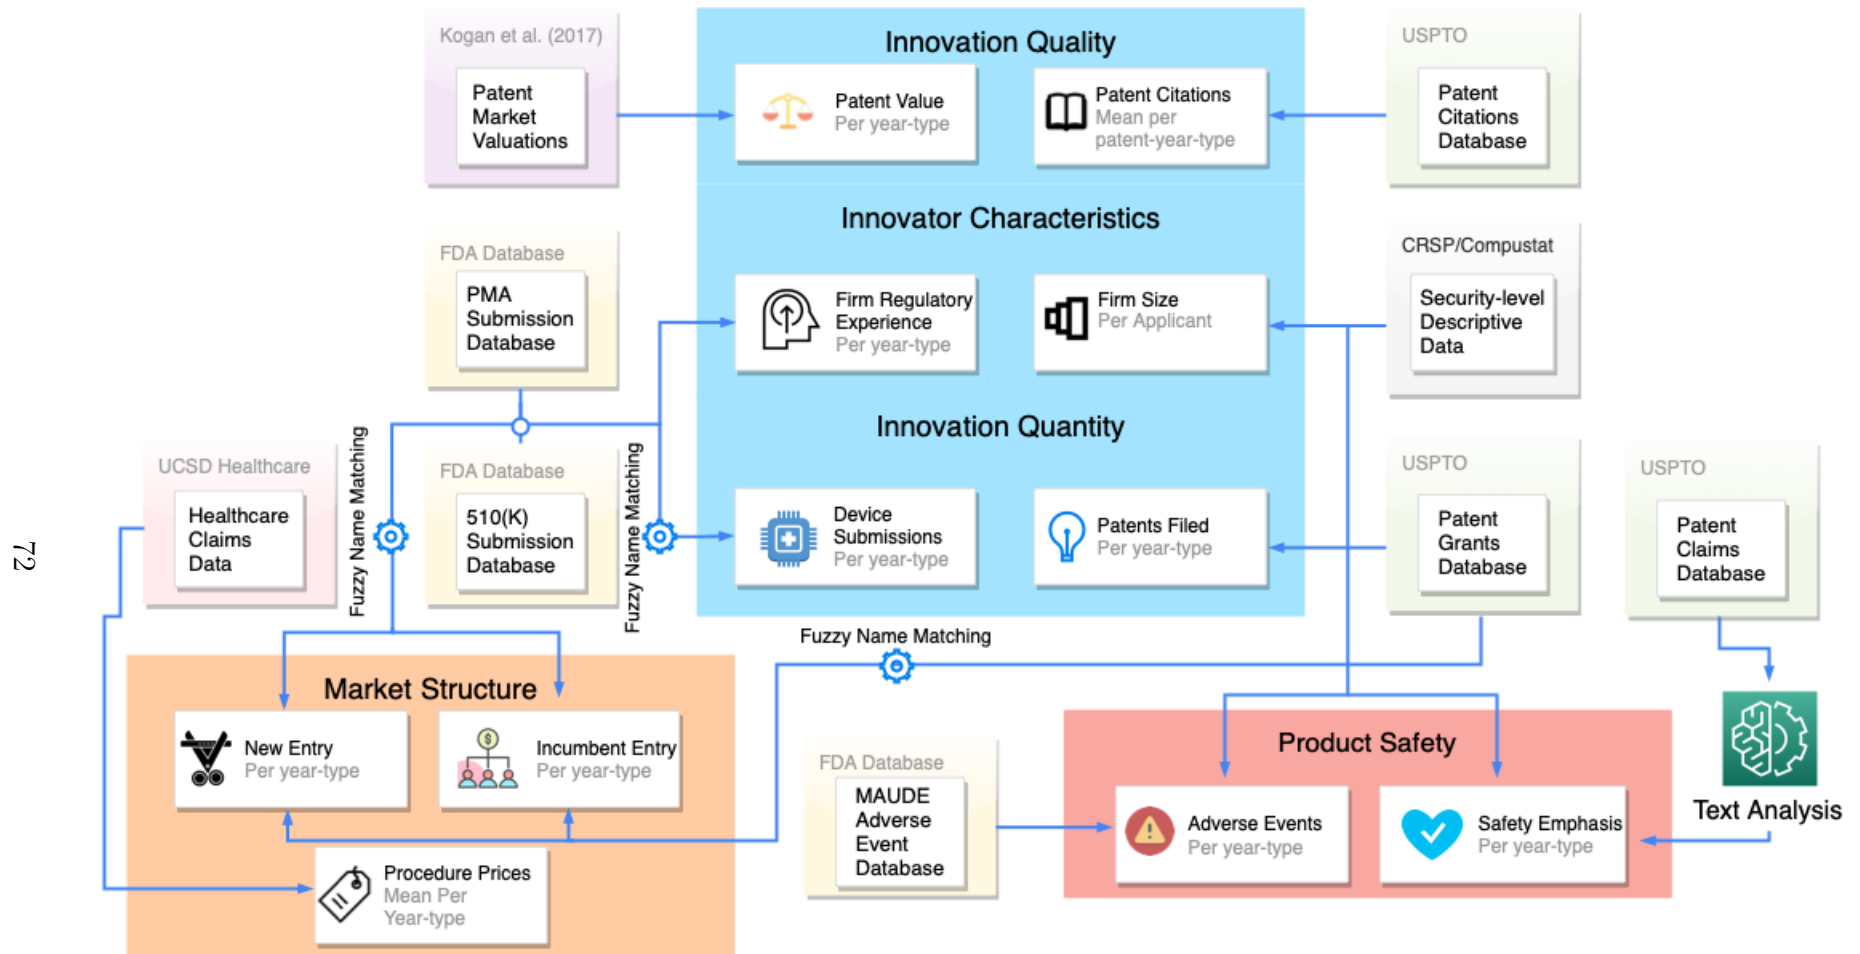 Kogan et al. (2017)
Patent
Market
Valuations
Innovation Quality
Patent Value
Per year-type
Patent Citations
Mean per
patent-year-type
USPTO
Patent
Citations
Database
Innovator Characteristics
FDA Database
PMA
Submission
Database
Firm Regulatory
Experience
Per year-type
Firm Size
Per Applicant
CRSP/Compustat
Security-level
Descriptive
Data
Innovation Quantity
UCSD Healthcare
Healthcare
Claims
Data
Fuzzy Name Matching
FDA Database
510(K)
Submission
Database
Fuzzy Name Matching
Device
Submissions
Per year-type
Patents Filed
Per year-type
USPTO
Patent
Grants
Database
USPTO
Patent
Claims
Database
72
Fuzzy Name Matching
Market Structure
New Entry
Per year-type
$
Incumbent Entry
Per year-type
Procedure Prices
Mean Per
Year-type
FDA Database
MAUDE
Adverse
Event
Database
Product Safety
Adverse Events
Per year-type
Safety Emphasis
Per year-type
Text Analysis